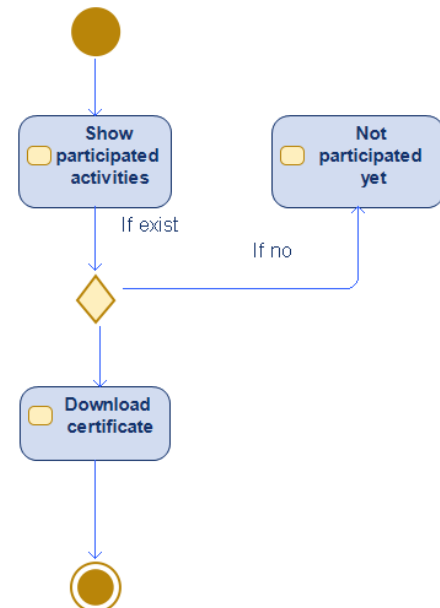 Show
participated
activities
Not
participated
yet
If exist
If no
Download
certificate